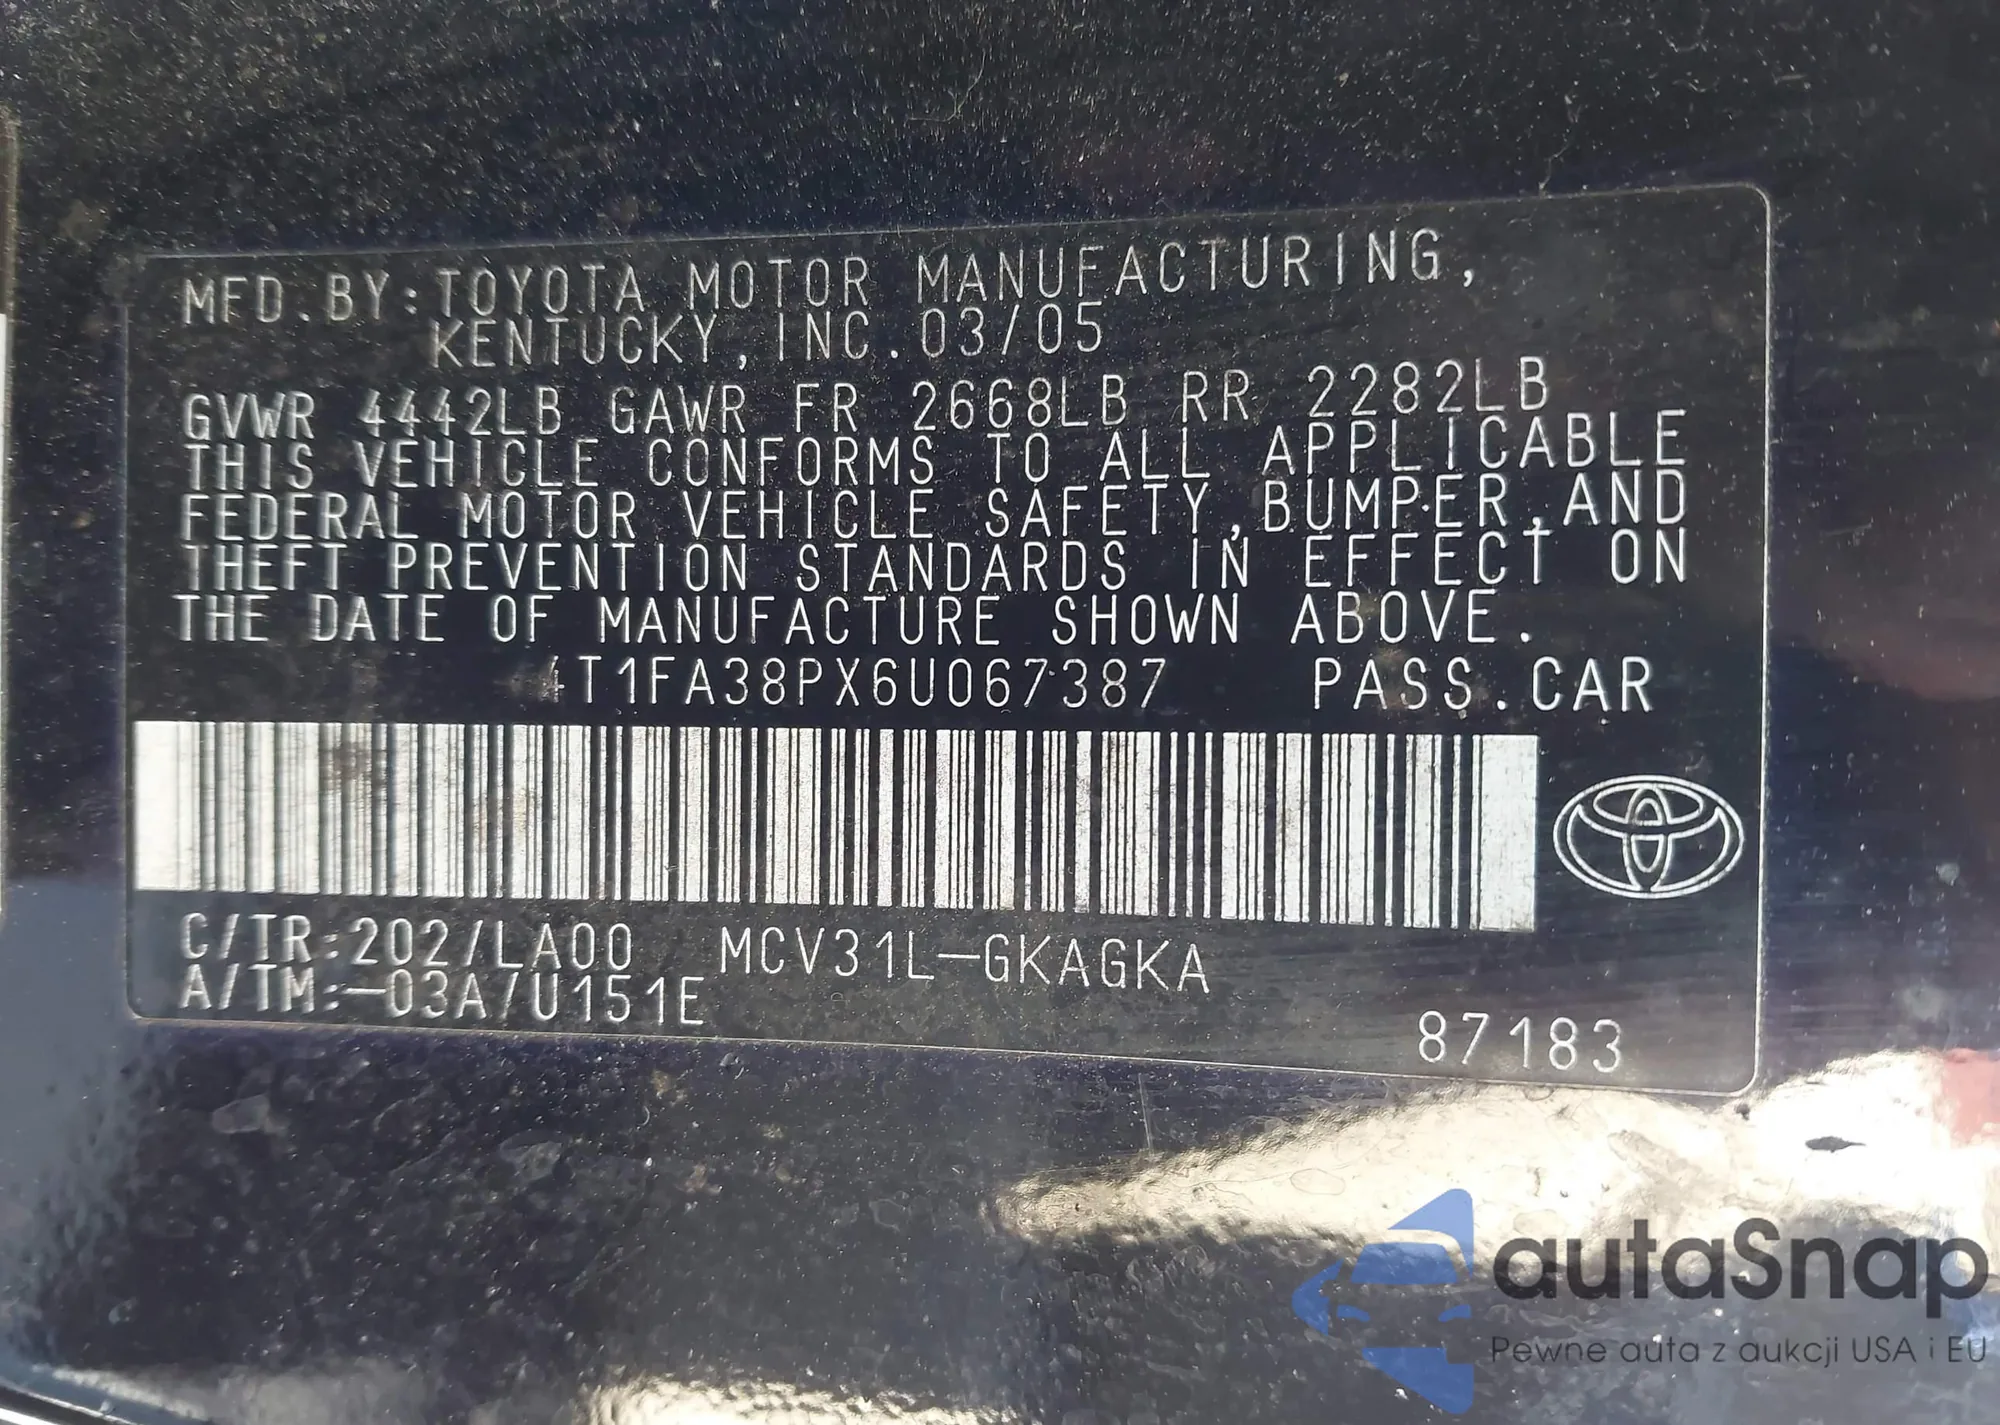 MFD.BY:TOYOTA MOTOR MANUFACTURING,
KENTUCKY, INC.03/05
GVWR 4442LB GAWR FR 2668LB RR 2282LB
THIS VEHICLE CONFORMS TO ALL APPLICABLE
FEDERAL MOTOR VEHICLE SAFETY,BUMPER,AND
THEFT PREVENTION STANDARDS IN EFFECT ON
THE DATE OF MANUFACTURE SHOWN ABOVE.
4T1FA38PX6U067387 PASS.CAR
C/TR:202/LA00 MCV31L-GKAGKA
A/TM:-03A/U151E
87183
autaSnap
Pewne auta z aukcji USA i EU